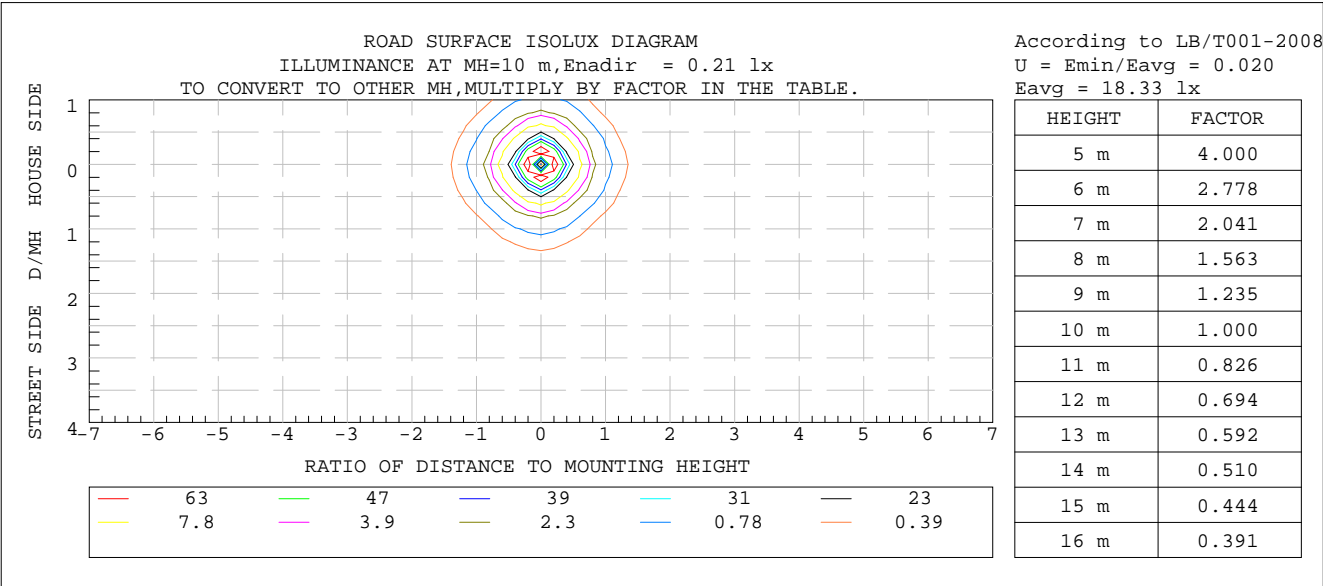 ROAD SURFACE ISOLUX DIAGRAM
ILLUMINANCE AT MH=10 m,Enadir = 0.21 lx
TO CONVERT TO OTHER MH,MULTIPLY BY FACTOR IN THE TABLE.
According to LB/T001-2008
U = Emin/Eavg = 0.020
Eavg = 18.33 lx
STREET SIDE D/MH HOUSE SIDE
1
0
1
2
3
4
-7 -6 -5 -4 -3 -2 -1 0 1 2 3 4 5 6 7
RATIO OF DISTANCE TO MOUNTING HEIGHT
63 47 39 31 23
7.8 3.9 2.3 0.78 0.39
HEIGHT FACTOR
5 m 4.000
6 m 2.778
7 m 2.041
8 m 1.563
9 m 1.235
10 m 1.000
11 m 0.826
12 m 0.694
13 m 0.592
14 m 0.510
15 m 0.444
16 m 0.391